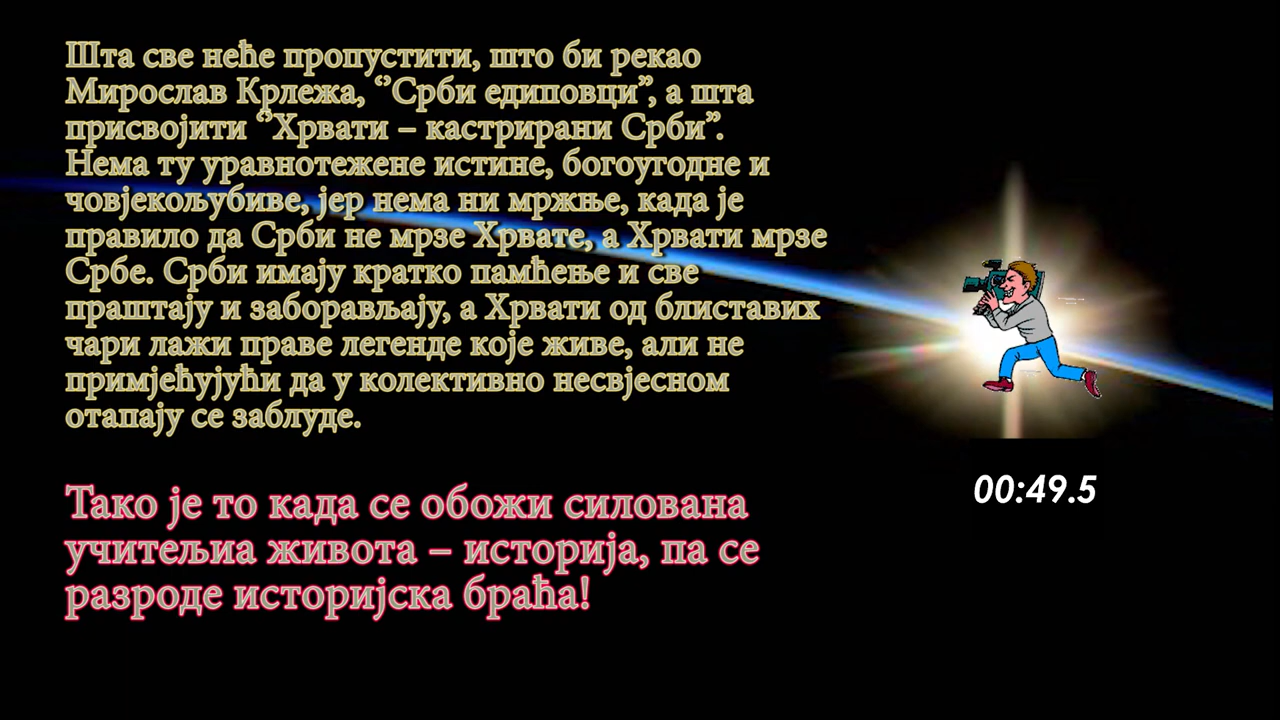 Шта све неће пропустити, што би рекао
Мирослав Крлежа, ‘’Срби едиповци’’, а шта
присвојити ‘’Хрвати – кастрирани Срби’’.
Нема ту уравнотежене истине, богоугодне и
човјекољубиве, јер нема ни мржње, када је
правило да Срби не мрзе Хрвате, а Хрвати мрзе
Србе. Срби имају кратко памћење и све
праштају и заборављају, а Хрвати од блиставих
чари лажи праве легенде које живе, али не
примјећујући да у колективно несвјесном
отапају се заблуде.
Тако је то када се обожи силована
учитељиа живота – историја, па се
разроде историјска браћа!
00:49.5